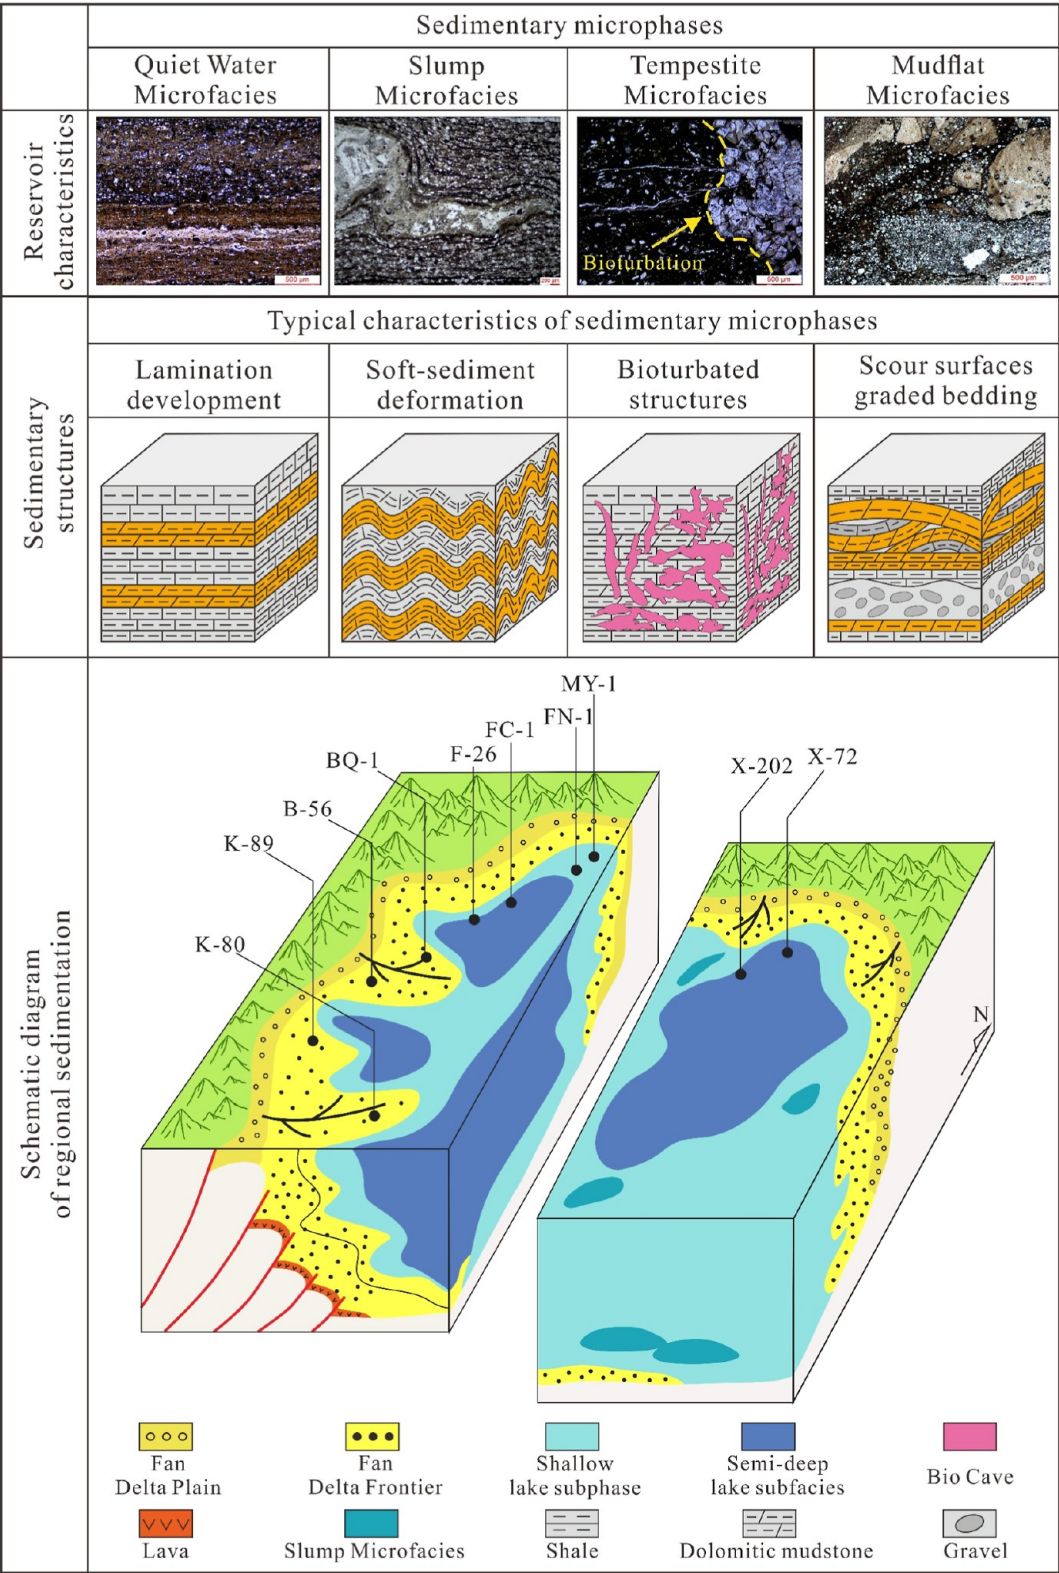 Sedimentary microphases
Quiet Water
Microfacies
Slump
Microfacies
Tempestite
Microfacies
Mudflat
Microfacies
Reservoir
characteristics
500 μm
200 μm
Bioturbation
500 μm
500 μm
Typical characteristics of sedimentary microphases
Sedimentary
structures
Lamination
development
Soft-sediment
deformation
Bioturbated
structures
Scour surfaces
graded bedding
Schematic diagram
of regional sedimentation
MY-1
FN-1
FC-1
F-26
BQ-1
B-56
K-89
K-80
X-202
X-72
N
Fan
Delta Plain
Fan
Delta Frontier
Shallow
lake subphase
Semi-deep
lake subfacies
Bio Cave
Lava
Slump Microfacies
Shale
Dolomitic mudstone
Gravel